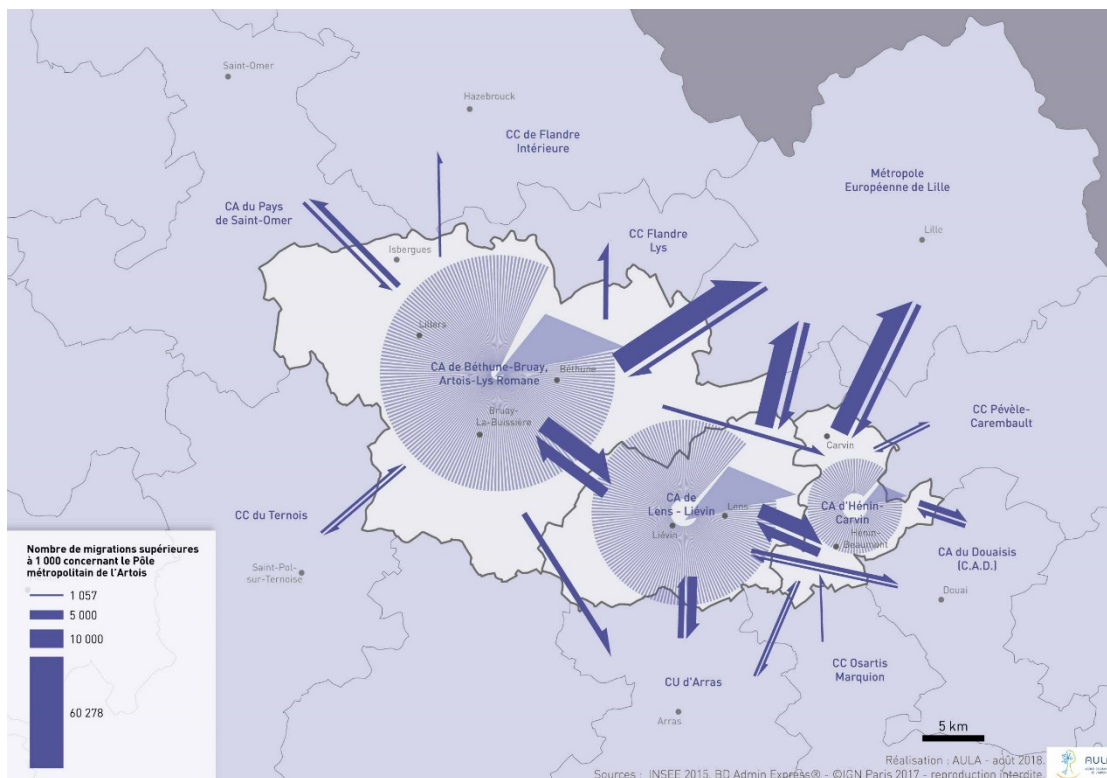 Saint-Omer
Hazebrouck
CC de Flandre
Intérieure
Métropole
Européenne de Lille
CA du Pays
de Saint-Omer
CC Flandre
Lys
Lille
Isbergues
Lillers
CA de Béthune-Bruay,
Artois-Lys Romane
Béthune
Bruay-
La-Buissière
CC Pévèle-
Carembault
Carvin
CA de
Lens - Liévin
Lens
Liévin
CA d'Hénin-
Carvin
Hénin-
Beaumont
CC du Ternois
CA du Douaisis
(C.A.D.)
Douai
Saint-Pol-
sur-Ternoise
CC Osartis
Marquion
CU d'Arras
Arras
Nombre de migrations supérieures
à 1 000 concernant le Pôle
métropolitain de l'Artois
1 057
5 000
10 000
60 278
5 km
Réalisation : AULA - août 2018.
Sources : INSEE 2015, BD Admin Express® - ©IGN Paris 2017 - reproduction interdite.
AULA